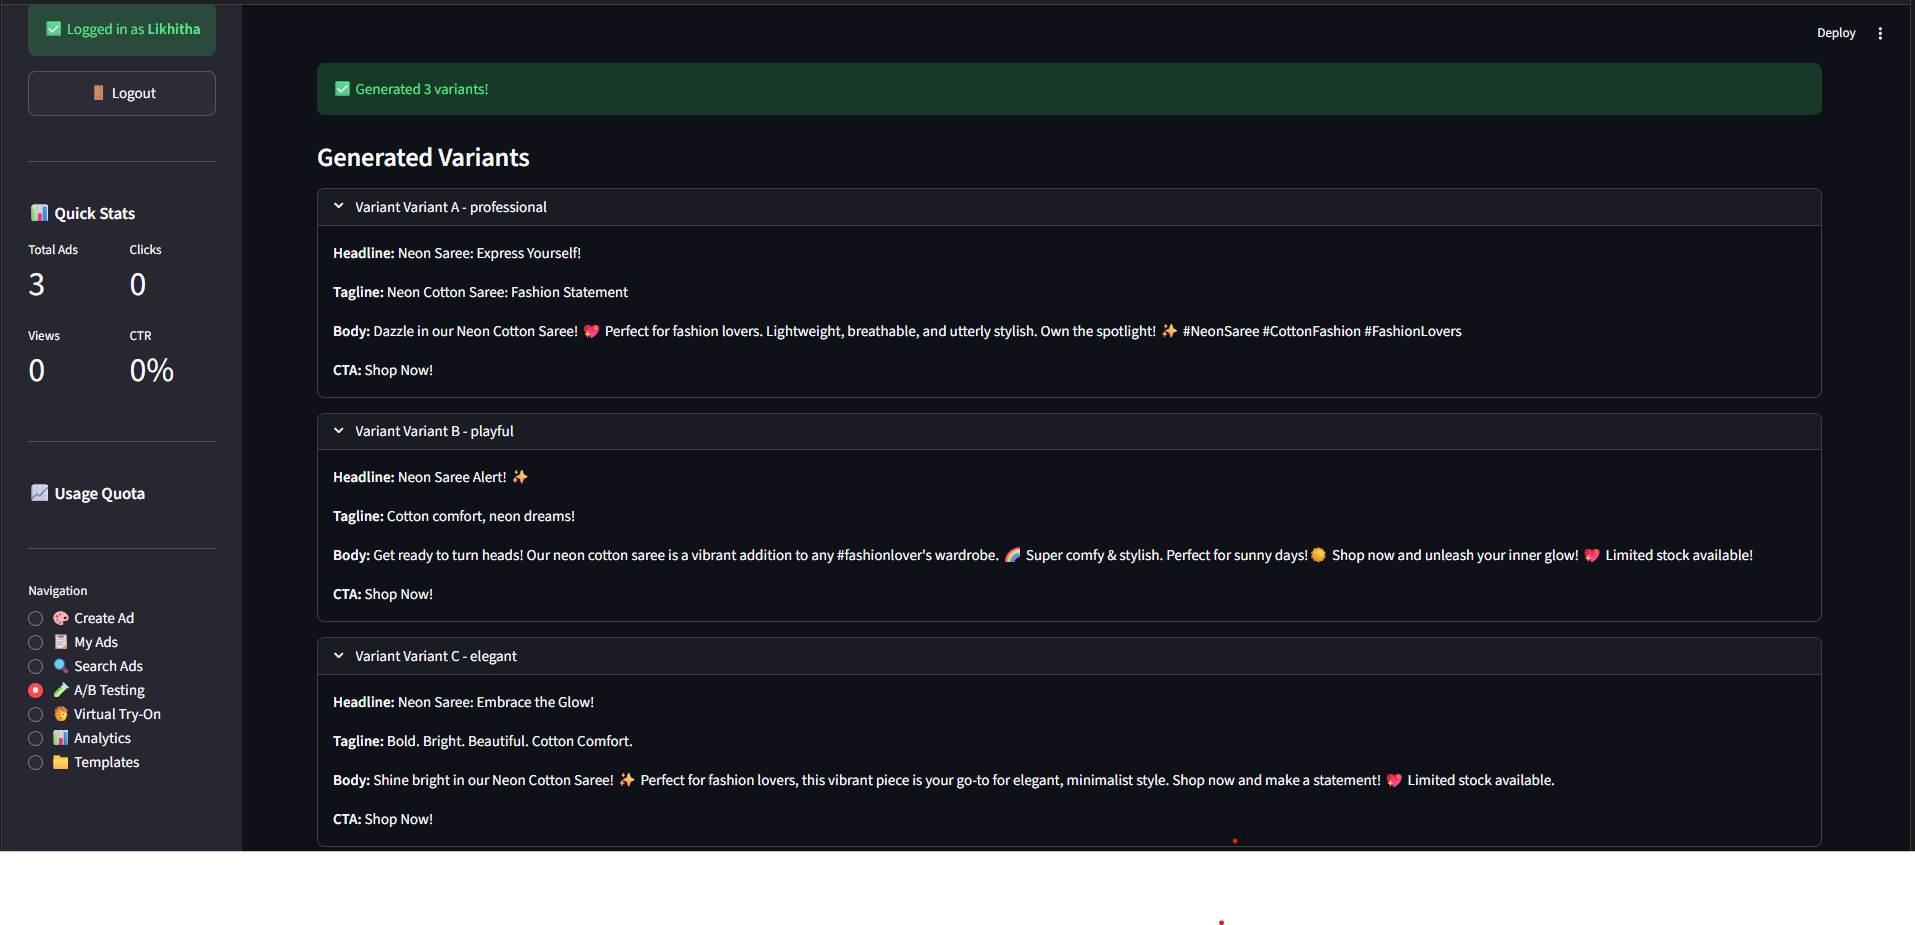 ✅ Logged in as Likhitha
🚪 Logout
📊 Quick Stats
Total Ads Clicks
3 0
Views CTR
0 0%
📈 Usage Quota
Navigation
🎨 Create Ad
📋 My Ads
🔍 Search Ads
🧪 A/B Testing
Virtual Try-On
📊 Analytics
📁 Templates
Deploy
✅ Generated 3 variants!
Generated Variants
Variant Variant A - professional
Headline: Neon Saree: Express Yourself!
Tagline: Neon Cotton Saree: Fashion Statement
Body: Dazzle in our Neon Cotton Saree! 💖 Perfect for fashion lovers. Lightweight, breathable, and utterly stylish. Own the spotlight! ✨ #NeonSaree #CottonFashion #FashionLovers
CTA: Shop Now!
Variant Variant B - playful
Headline: Neon Saree Alert! ✨
Tagline: Cotton comfort, neon dreams!
Body: Get ready to turn heads! Our neon cotton saree is a vibrant addition to any #fashionlover's wardrobe. 🌈 Super comfy & stylish. Perfect for sunny days! 🌞 Shop now and unleash your inner glow! 💖 Limited stock available!
CTA: Shop Now!
Variant Variant C - elegant
Headline: Neon Saree: Embrace the Glow!
Tagline: Bold. Bright. Beautiful. Cotton Comfort.
Body: Shine bright in our Neon Cotton Saree! ✨ Perfect for fashion lovers, this vibrant piece is your go-to for elegant, minimalist style. Shop now and make a statement! 💖 Limited stock available.
CTA: Shop Now!